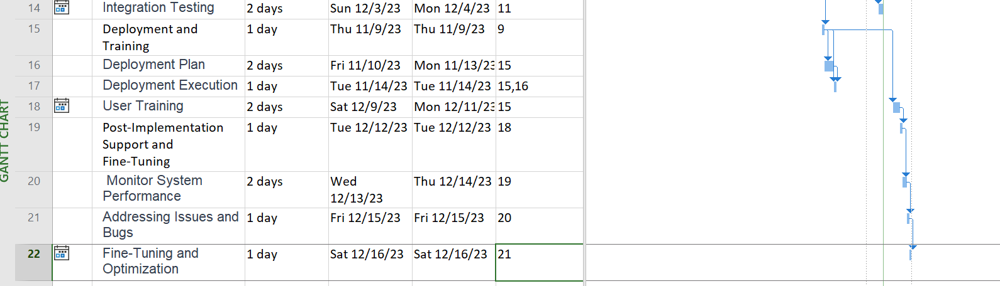 14 Integration Testing 2 days Sun 12/3/23 Mon 12/4/23 11
15 Deployment and Training 1 day Thu 11/9/23 Thu 11/9/23 9
16 Deployment Plan 2 days Fri 11/10/23 Mon 11/13/23 15
17 Deployment Execution 1 day Tue 11/14/23 Tue 11/14/23 15,16
18 User Training 2 days Sat 12/9/23 Mon 12/11/23 15
19 Post-Implementation Support and Fine-Tuning 1 day Tue 12/12/23 Tue 12/12/23 18
20 Monitor System Performance 2 days Wed 12/13/23 Thu 12/14/23 19
21 Addressing Issues and Bugs 1 day Fri 12/15/23 Fri 12/15/23 20
22 Fine-Tuning and Optimization 1 day Sat 12/16/23 Sat 12/16/23 21
GANTT CHART